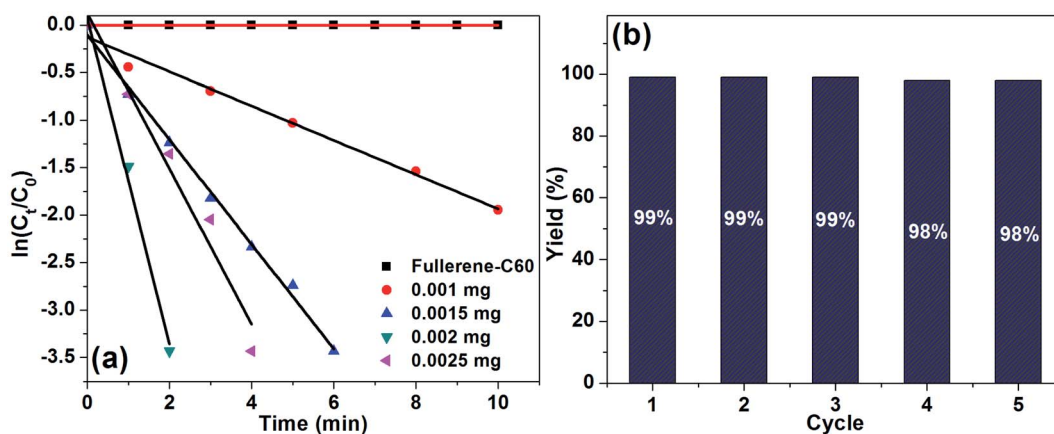 (a)
ln(Ct/C0)
0.0
-0.5
-1.0
-1.5
-2.0
-2.5
-3.0
-3.5
Fullerene-C60
0.001 mg
0.0015 mg
0.002 mg
0.0025 mg
0 2 4 6 8 10
Time (min)
(b)
Yield (%)
100
80
60
40
20
0
99% 99% 99% 98% 98%
1 2 3 4 5
Cycle